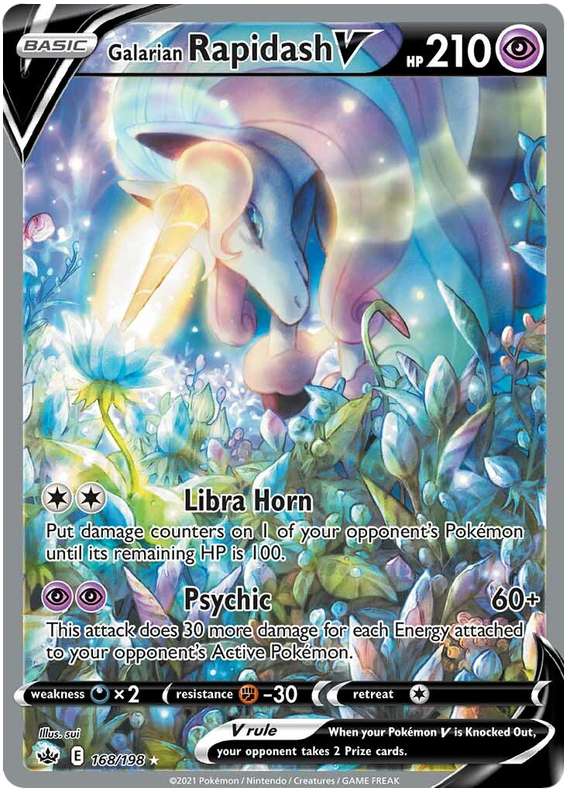 BASIC Galarian Rapidash V HP 210
Libra Horn
Put damage counters on 1 of your opponent's Pokémon
until its remaining HP is 100.
Psychic 60+
This attack does 30 more damage for each Energy attached
to your opponent's Active Pokémon.
weakness ×2 resistance -30 retreat
Illus. sui
V rule When your Pokémon V is Knocked Out,
your opponent takes 2 Prize cards.
E 168/198 ★
©2021 Pokémon / Nintendo / Creatures / GAME FREAK